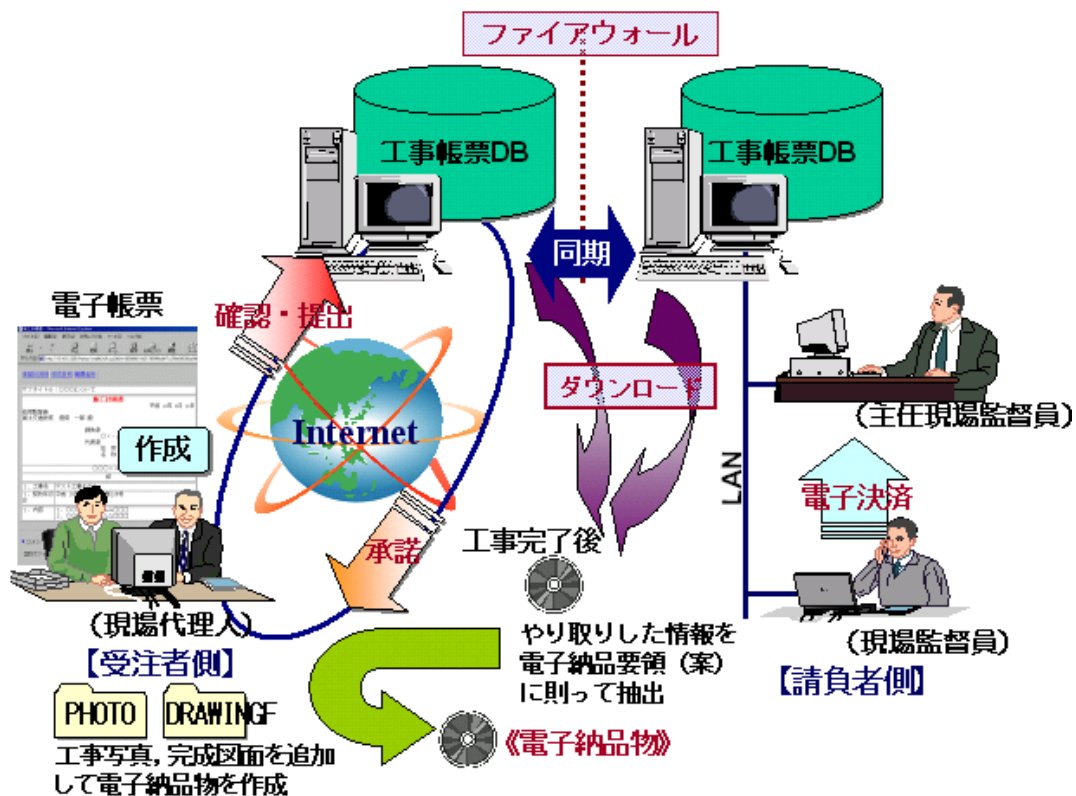 ファイアウォール
工事帳票DB
工事帳票DB
同期
電子帳票
確認・提出
作成
Internet
ダウンロード
LAN
(主任現場監督員)
電子決済
承諾
工事完了後
(現場代理人)
【受注者側】
やり取りした情報を
電子納品要領(案)
に則って抽出
(現場監督員)
【請負者側】
PHOTO
DRAWINGF
工事写真,完成図面を追加
して電子納品物を作成
《電子納品物》